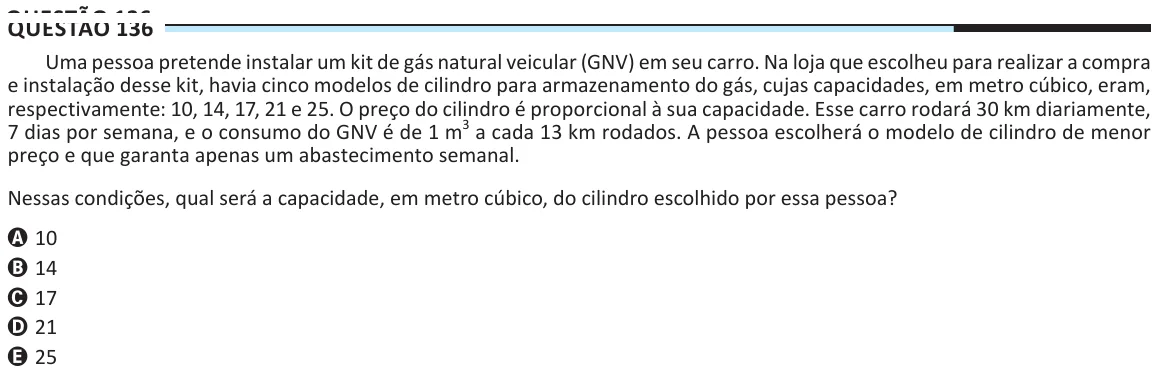 QUESTÃO 136
Uma pessoa pretende instalar um kit de gás natural veicular (GNV) em seu carro. Na loja que escolheu para realizar a compra
e instalação desse kit, havia cinco modelos de cilindro para armazenamento do gás, cujas capacidades, em metro cúbico, eram,
respectivamente: 10, 14, 17, 21 e 25. O preço do cilindro é proporcional à sua capacidade. Esse carro rodará 30 km diariamente,
7 dias por semana, e o consumo do GNV é de 1 m³ a cada 13 km rodados. A pessoa escolherá o modelo de cilindro de menor
preço e que garanta apenas um abastecimento semanal.
Nessas condições, qual será a capacidade, em metro cúbico, do cilindro escolhido por essa pessoa?
A 10
B 14
C 17
D 21
E 25